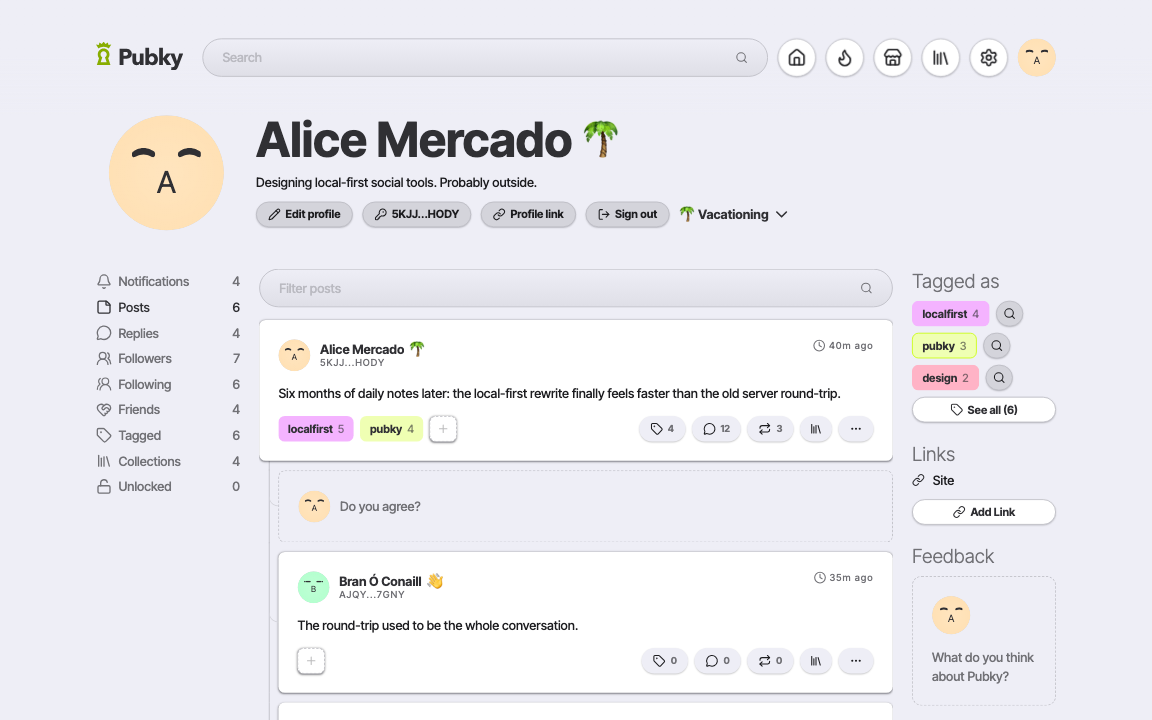 Pubky
Search
A
A
Alice Mercado 🌴
Designing local-first social tools. Probably outside.
Edit profile
5KJJ...HODY
Profile link
Sign out
🌴 Vacationing
Notifications 4
Posts 6
Replies 4
Followers 7
Following 6
Friends 4
Tagged 6
Collections 4
Unlocked 0
Filter posts
A
Alice Mercado 🌴
5KJJ...HODY
40m ago
Six months of daily notes later: the local-first rewrite finally feels faster than the old server round-trip.
localfirst 5
pubky 4
+
4
12
3
A
Do you agree?
B
Bran Ó Conaill 👋
AJQY...7GNY
35m ago
The round-trip used to be the whole conversation.
+
0
0
0
Tagged as
localfirst 4
pubky 3
design 2
See all (6)
Links
Site
Add Link
Feedback
A
What do you think
about Pubky?